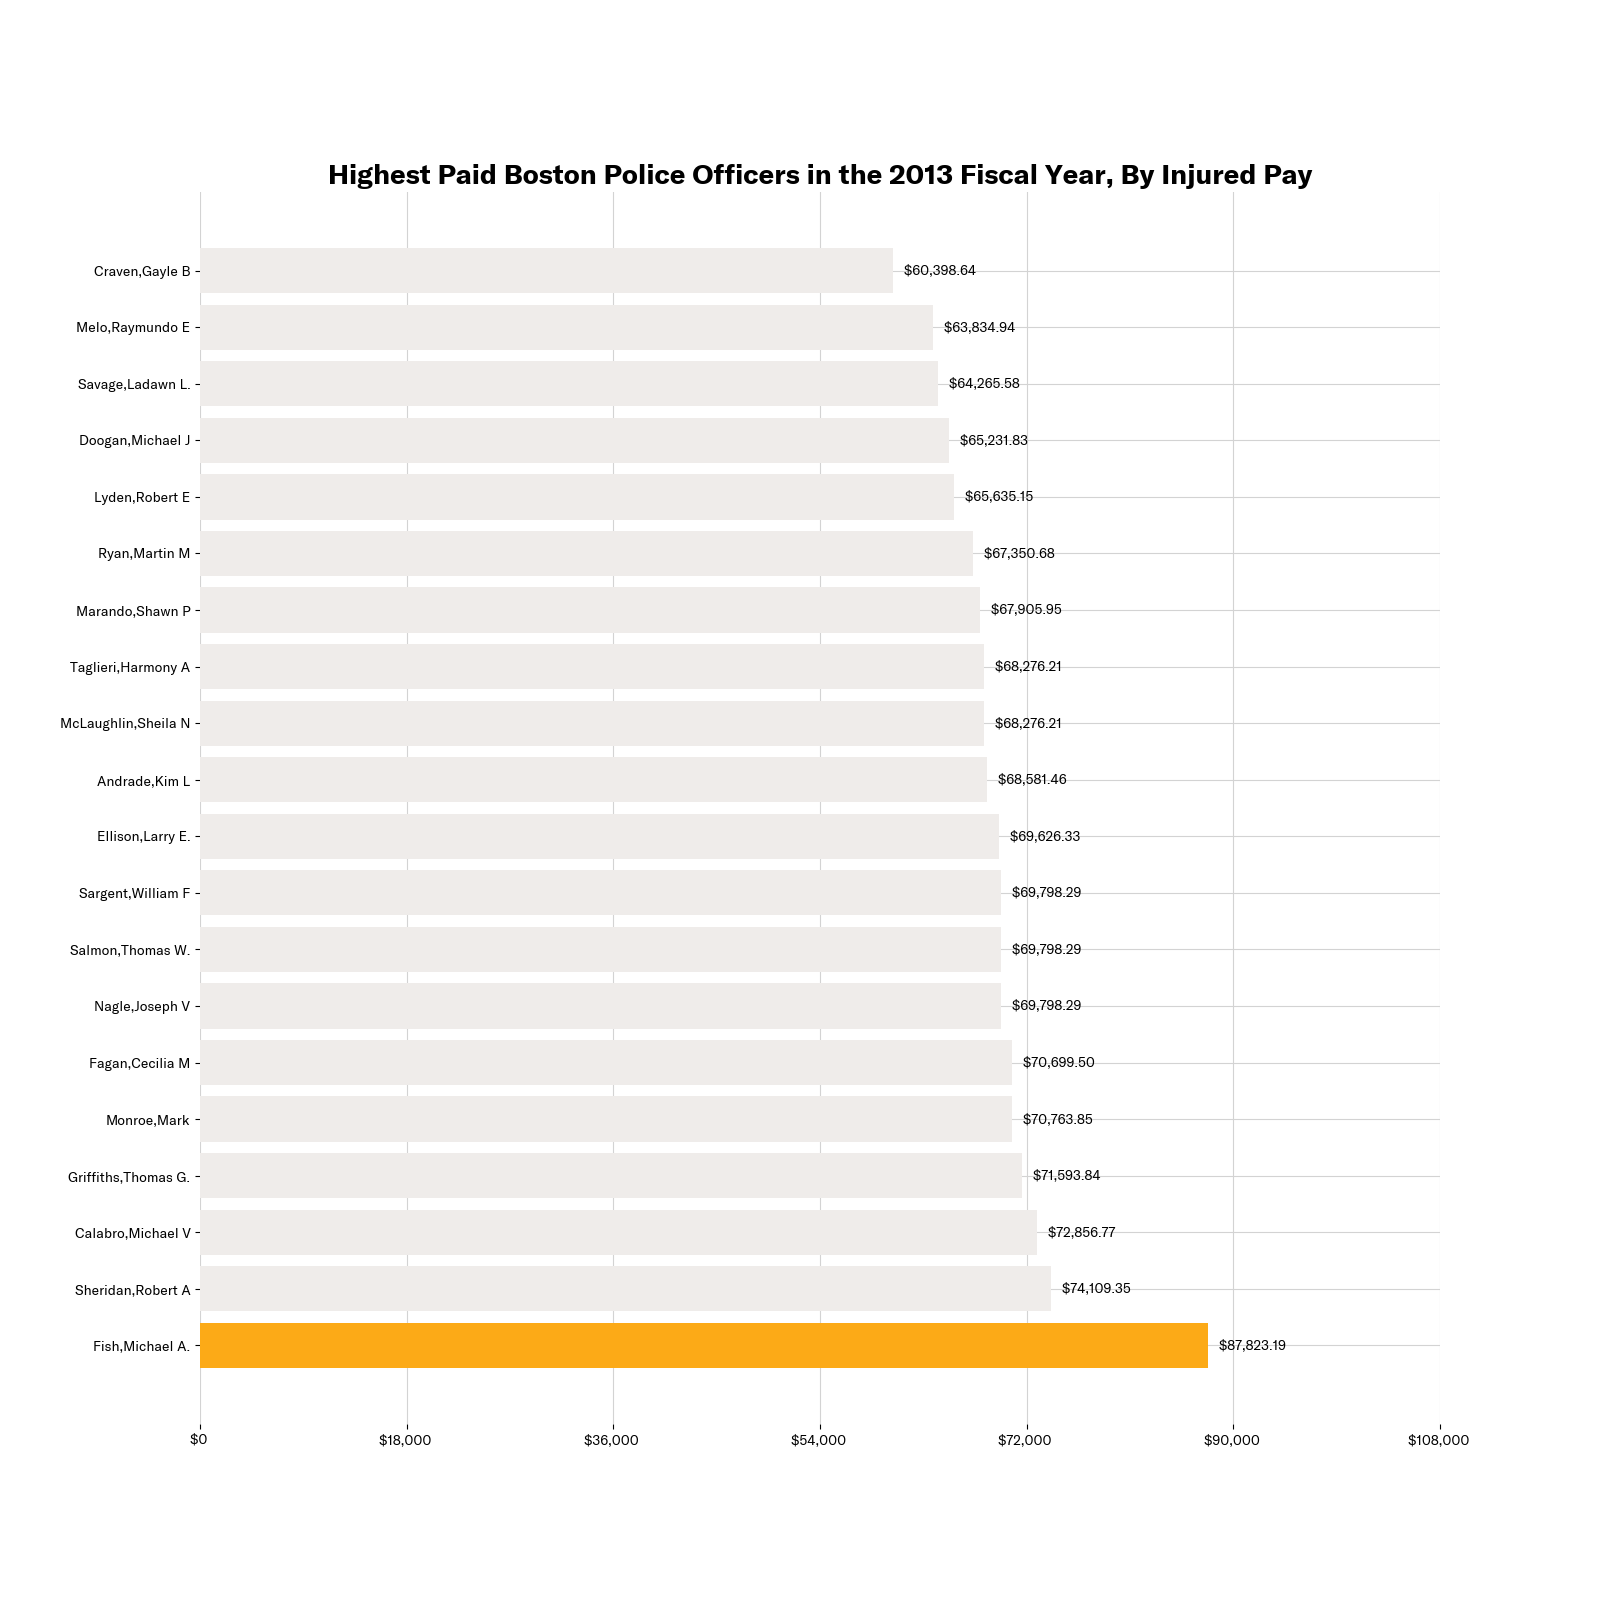 Highest Paid Boston Police Officers in the 2013 Fiscal Year, By Injured Pay
Craven,Gayle B $60,398.64
Melo,Raymundo E $63,834.94
Savage,Ladawn L. $64,265.58
Doogan,Michael J $65,231.83
Lyden,Robert E $65,635.15
Ryan,Martin M $67,350.68
Marando,Shawn P $67,905.95
Taglieri,Harmony A $68,276.21
McLaughlin,Sheila N $68,276.21
Andrade,Kim L $68,581.46
Ellison,Larry E. $69,626.33
Sargent,William F $69,798.29
Salmon,Thomas W. $69,798.29
Nagle,Joseph V $69,798.29
Fagan,Cecilia M $70,699.50
Monroe,Mark $70,763.85
Griffiths,Thomas G. $71,593.84
Calabro,Michael V $72,856.77
Sheridan,Robert A $74,109.35
Fish,Michael A. $87,823.19
$0 $18,000 $36,000 $54,000 $72,000 $90,000 $108,000